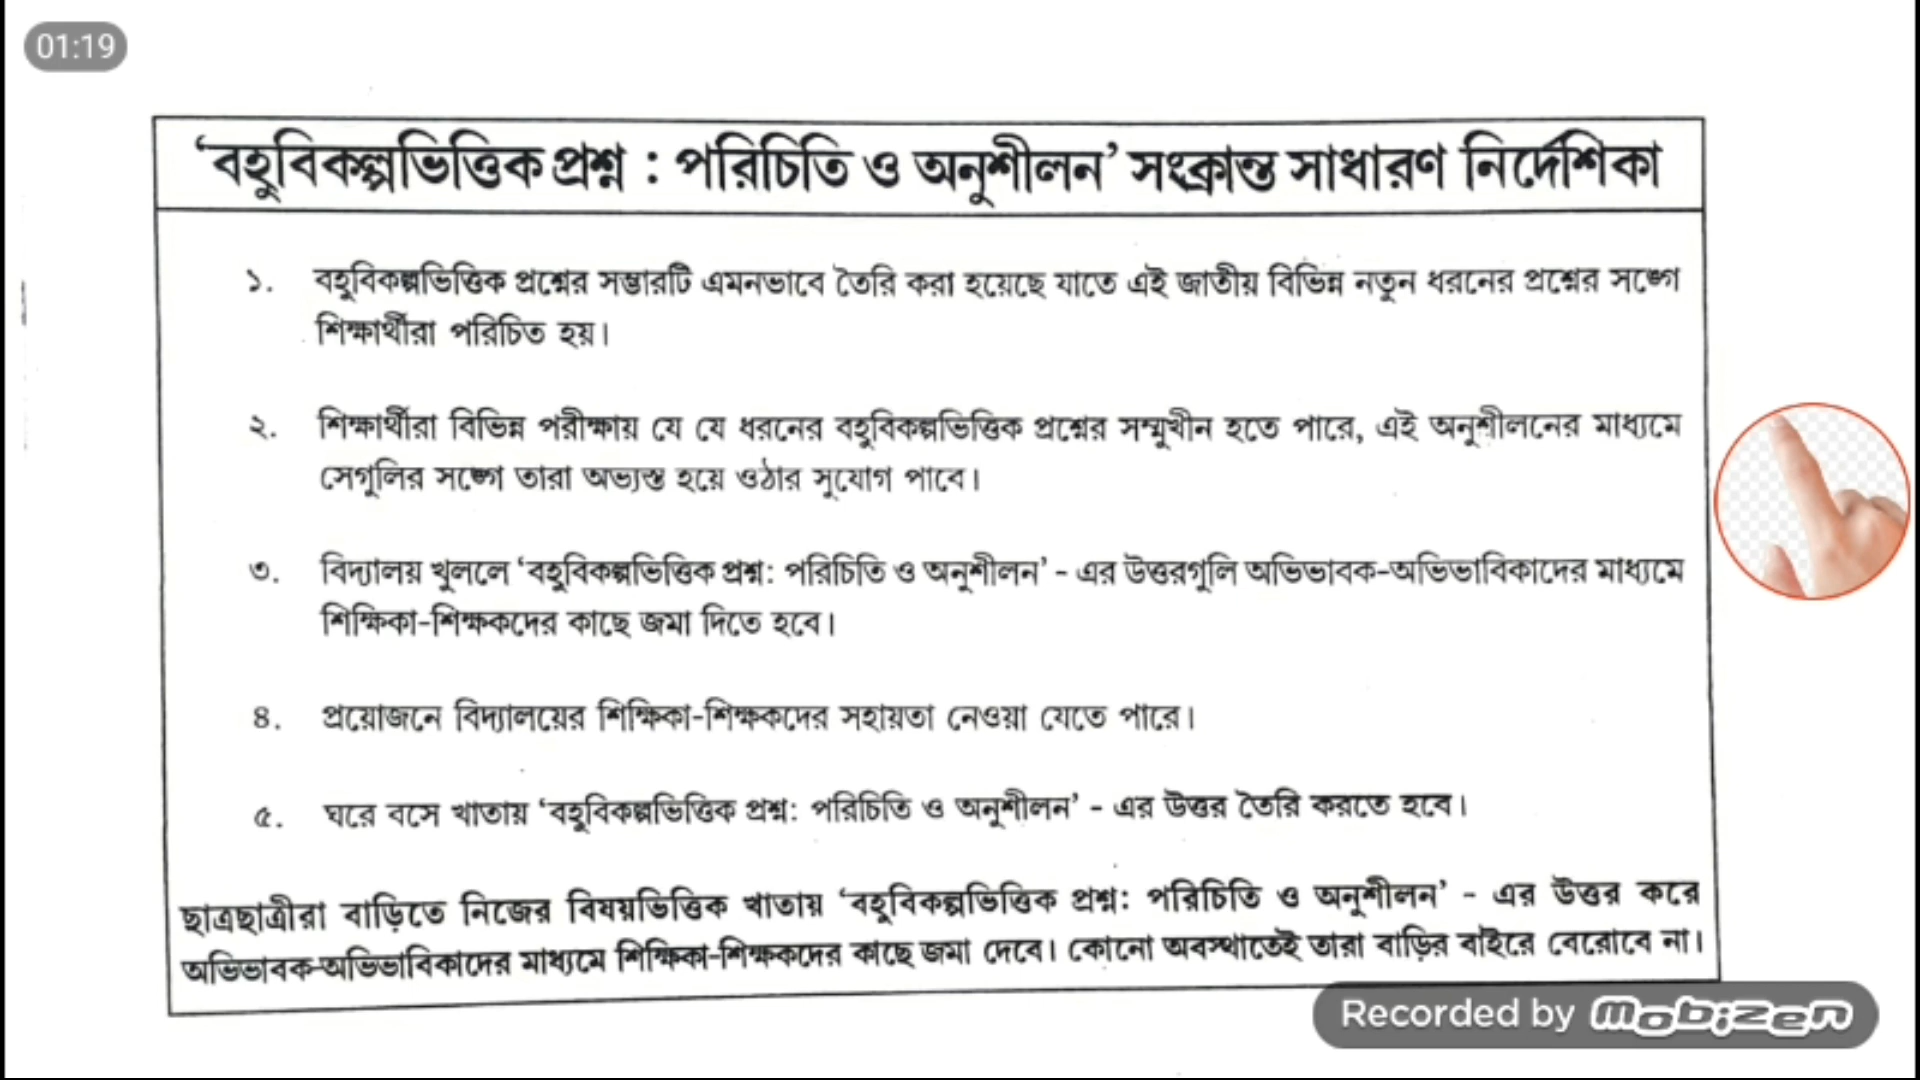 01:19
‘বহুবিকল্পভিত্তিক প্রশ্ন : পরিচিতি ও অনুশীলন’ সংক্রান্ত সাধারণ নির্দেশিকা
১. বহুবিকল্পভিত্তিক প্রশ্নের সম্ভারটি এমনভাবে তৈরি করা হয়েছে যাতে এই জাতীয় বিভিন্ন নতুন ধরনের প্রশ্নের সঙ্গে
শিক্ষার্থীরা পরিচিত হয়।
২. শিক্ষার্থীরা বিভিন্ন পরীক্ষায় যে যে ধরনের বহুবিকল্পভিত্তিক প্রশ্নের সম্মুখীন হতে পারে, এই অনুশীলনের মাধ্যমে
সেগুলির সঙ্গে তারা অভ্যস্ত হয়ে ওঠার সুযোগ পাবে।
৩. বিদ্যালয় খুললে ‘বহুবিকল্পভিত্তিক প্রশ্ন: পরিচিতি ও অনুশীলন’ - এর উত্তরগুলি অভিভাবক-অভিভাবিকাদের মাধ্যমে
শিক্ষিকা-শিক্ষকদের কাছে জমা দিতে হবে।
৪. প্রয়োজনে বিদ্যালয়ের শিক্ষিকা-শিক্ষকদের সহায়তা নেওয়া যেতে পারে।
৫. ঘরে বসে খাতায় ‘বহুবিকল্পভিত্তিক প্রশ্ন: পরিচিতি ও অনুশীলন’ - এর উত্তর তৈরি করতে হবে।
ছাত্রছাত্রীরা বাড়িতে নিজের বিষয়ভিত্তিক খাতায় ‘বহুবিকল্পভিত্তিক প্রশ্ন: পরিচিতি ও অনুশীলন’ - এর উত্তর করে
অভিভাবক-অভিভাবিকাদের মাধ্যমে শিক্ষিকা-শিক্ষকদের কাছে জমা দেবে। কোনো অবস্থাতেই তারা বাড়ির বাইরে বেরোবে না।
Recorded by mobizen